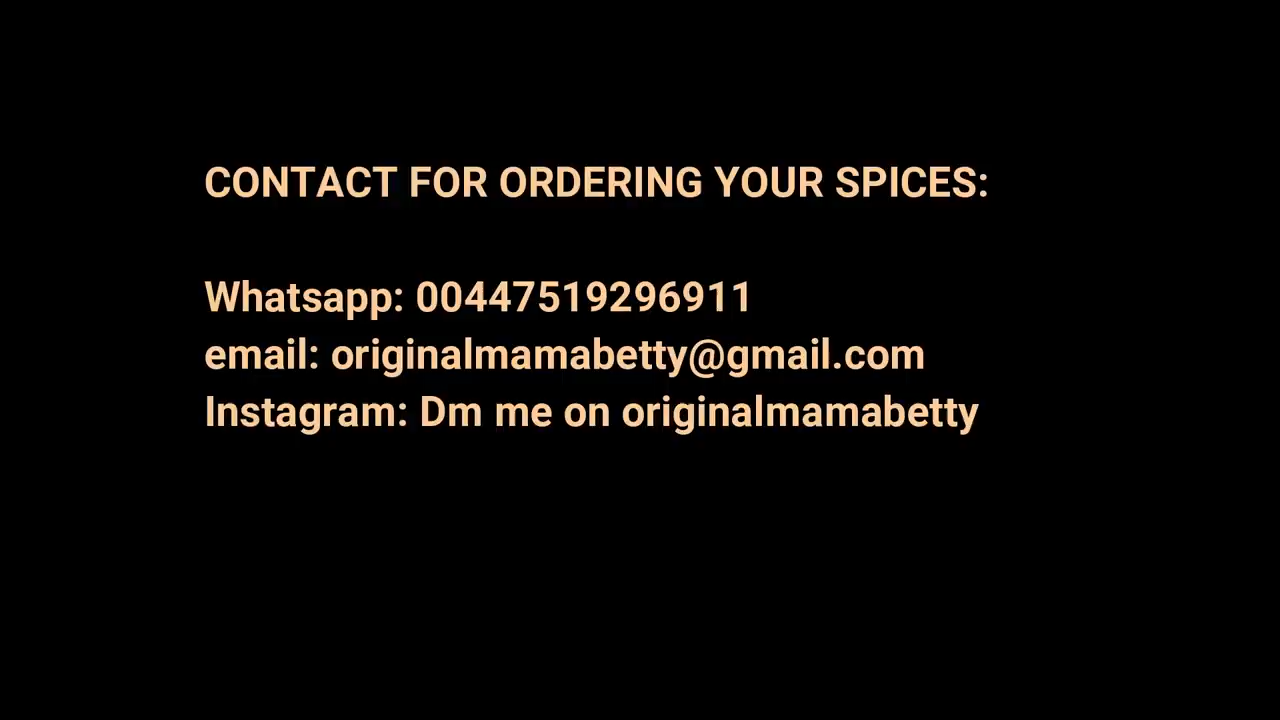 CONTACT FOR ORDERING YOUR SPICES:
Whatsapp: 00447519296911
email: originalmamabetty@gmail.com
Instagram: Dm me on originalmamabetty